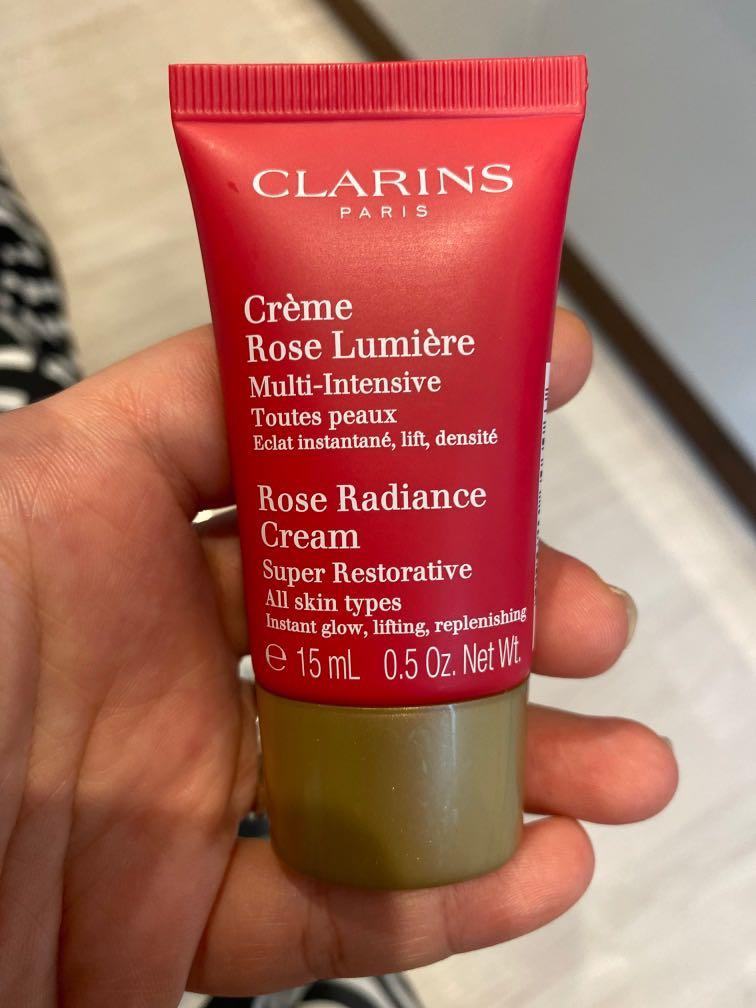 CLARINS
PARIS
Crème
Rose Lumière
Multi-Intensive
Toutes peaux
Eclat instantané, lift, densité
Rose Radiance
Cream
Super Restorative
All skin types
Instant glow, lifting, replenishing
℮ 15 mL 0.5 Oz. Net Wt.